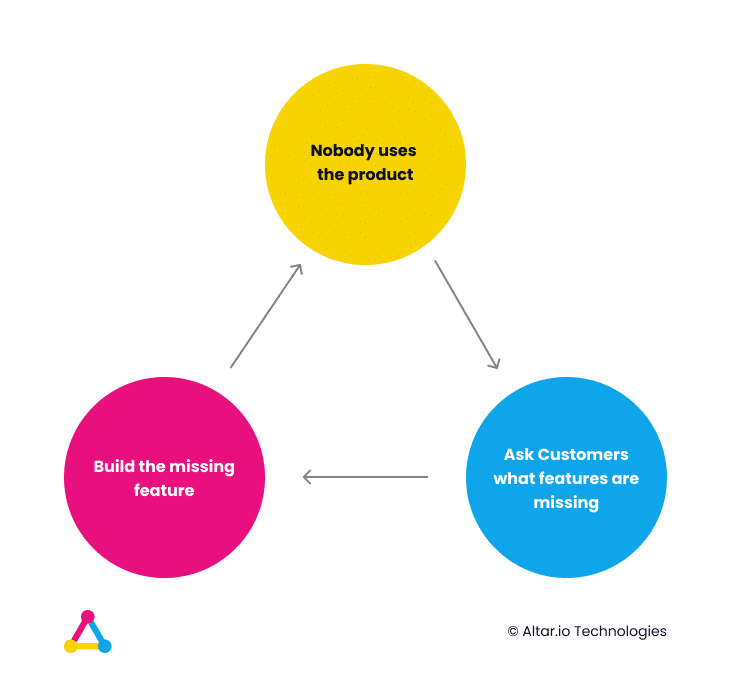 Nobody uses
the product
Ask Customers
what features are
missing
Build the missing
feature
© Altar.io Technologies